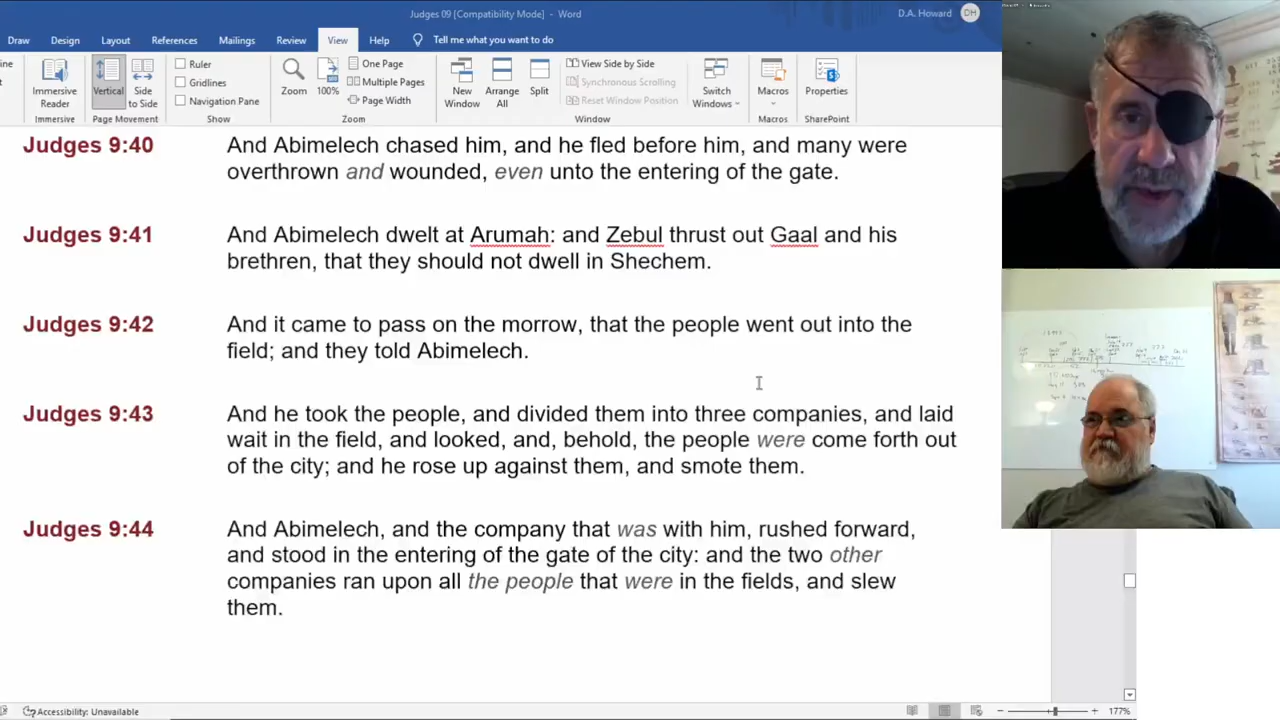 Judges 09 [Compatibility Mode] - Word
D.A. Howard
DH
Draw Design Layout References Mailings Review View Help Tell me what you want to do
Immersive Reader
Immersive
Vertical
Side to Side
Page Movement
Ruler
Gridlines
Navigation Pane
Show
Zoom
100%
One Page
Multiple Pages
Page Width
Zoom
New Window
Arrange All
Split
View Side by Side
Synchronous Scrolling
Reset Window Position
Window
Switch Windows
Macros
Macros
Properties
SharePoint
Judges 9:40 And Abimelech chased him, and he fled before him, and many were
overthrown and wounded, even unto the entering of the gate.
Judges 9:41 And Abimelech dwelt at Arumah: and Zebul thrust out Gaal and his
brethren, that they should not dwell in Shechem.
Judges 9:42 And it came to pass on the morrow, that the people went out into the
field; and they told Abimelech.
Judges 9:43 And he took the people, and divided them into three companies, and laid
wait in the field, and looked, and, behold, the people were come forth out
of the city; and he rose up against them, and smote them.
Judges 9:44 And Abimelech, and the company that was with him, rushed forward,
and stood in the entering of the gate of the city: and the two other
companies ran upon all the people that were in the fields, and slew
them.
Accessibility: Unavailable
177%